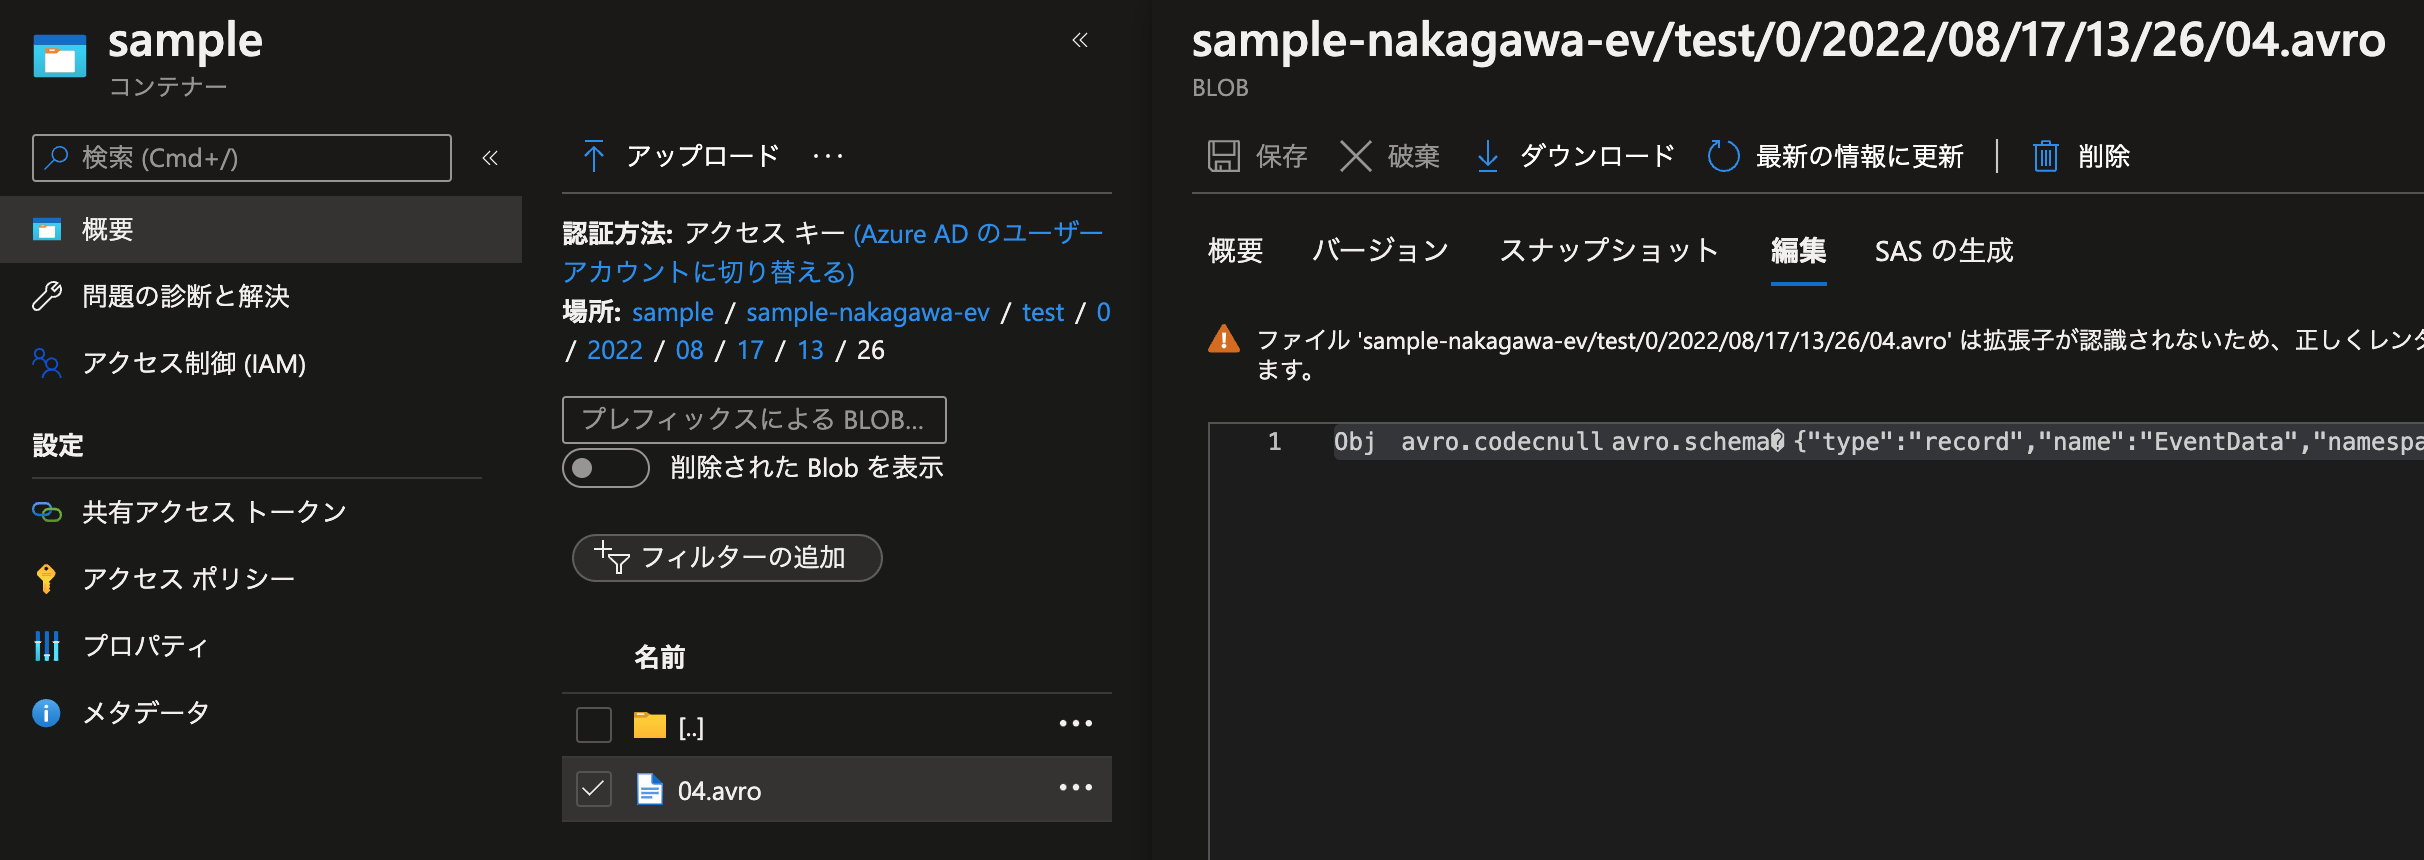 sample
コンテナー
検索 (Cmd+/)
概要
問題の診断と解決
アクセス制御 (IAM)
設定
共有アクセス トークン
アクセス ポリシー
プロパティ
メタデータ
アップロード
認証方法: アクセス キー (Azure AD のユーザー
アカウントに切り替える)
場所: sample / sample-nakagawa-ev / test / 0
/ 2022 / 08 / 17 / 13 / 26
プレフィックスによる BLOB...
削除された Blob を表示
フィルターの追加
名前
[..]
04.avro
sample-nakagawa-ev/test/0/2022/08/17/13/26/04.avro
BLOB
保存 破棄 ダウンロード 最新の情報に更新 | 削除
概要 バージョン スナップショット 編集 SAS の生成
ファイル 'sample-nakagawa-ev/test/0/2022/08/17/13/26/04.avro' は拡張子が認識されないため、正しくレン
ます。
1 Obj avro.codecnull avro.schema� {"type":"record","name":"EventData","namespa